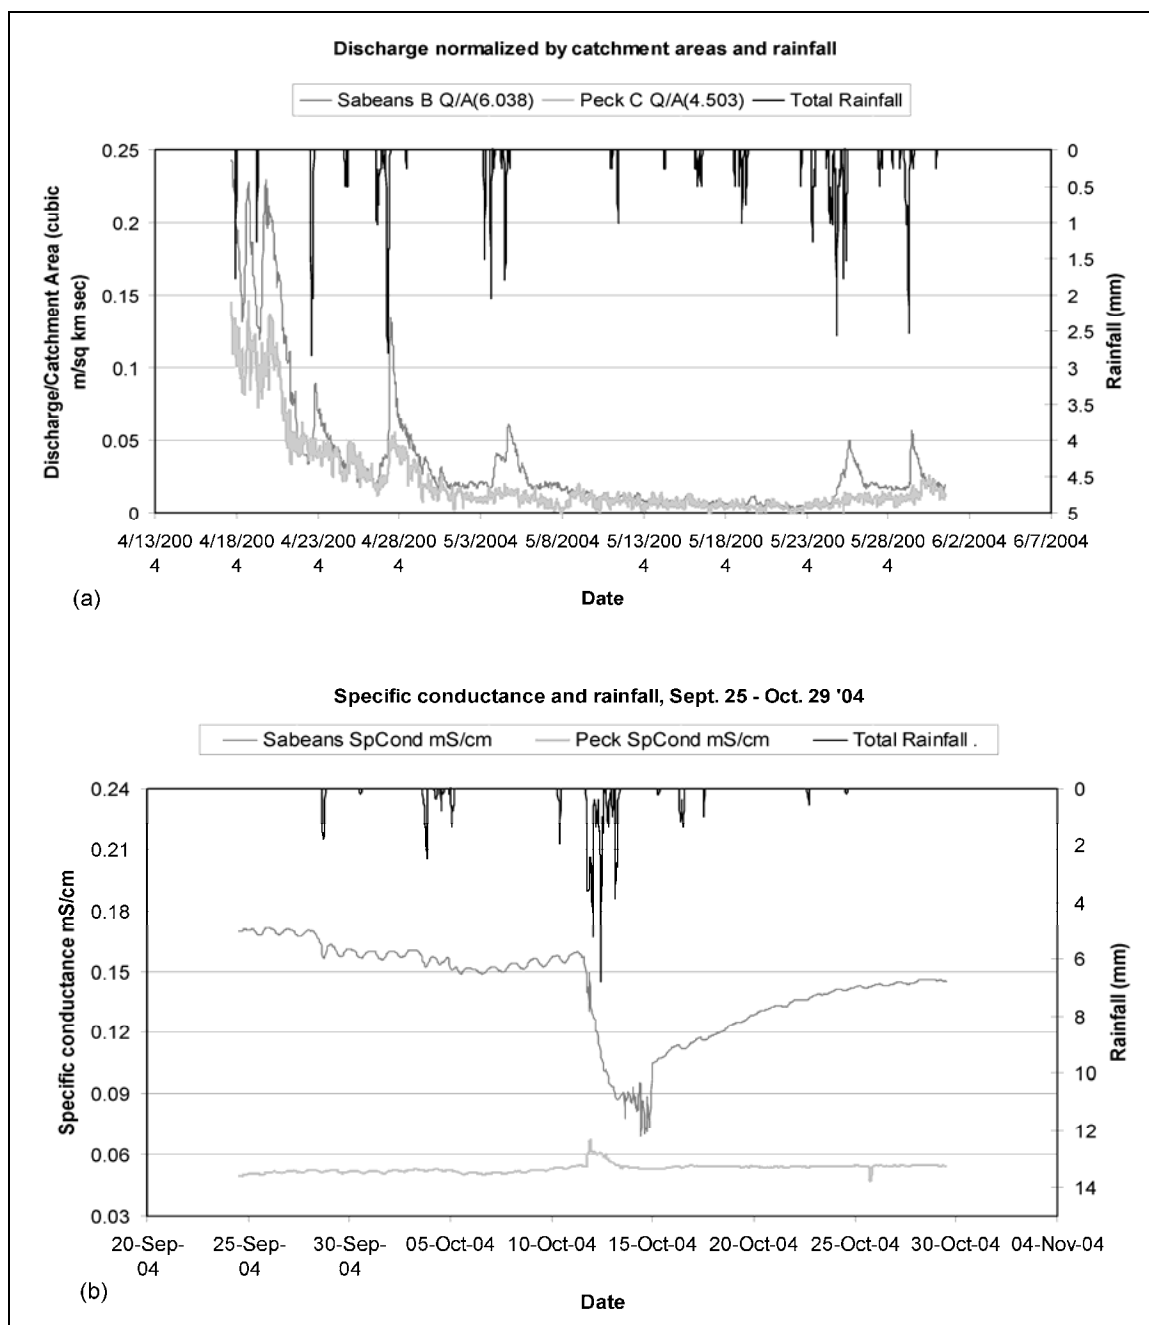 Discharge normalized by catchment areas and rainfall
Sabeans B Q/A(6.038) Peck C Q/A(4.503) Total Rainfall
Discharge/Catchment Area (cubic
m/sq km sec)
0.25
0.2
0.15
0.1
0.05
0
0
0.5
1
1.5
2
2.5
3
3.5
4
4.5
5
Rainfall (mm)
4/13/200 4/18/200 4/23/200 4/28/200 5/3/2004 5/8/2004 5/13/200 5/18/200 5/23/200 5/28/200 6/2/2004 6/7/2004
4 4 4 4 4 4 4 4
(a)
Date
Specific conductance and rainfall, Sept. 25 - Oct. 29 '04
Sabeans SpCond mS/cm Peck SpCond mS/cm Total Rainfall .
Specific conductance mS/cm
0.24
0.21
0.18
0.15
0.12
0.09
0.06
0.03
0
2
4
6
8
10
12
14
Rainfall (mm)
20-Sep- 25-Sep- 30-Sep- 05-Oct-04 10-Oct-04 15-Oct-04 20-Oct-04 25-Oct-04 30-Oct-04 04-Nov-04
04 04 04
(b)
Date